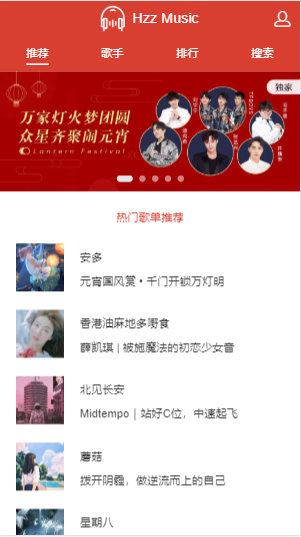 Hzz Music
推荐 歌手 排行 搜索
独家
万家灯火梦团圆
众星齐聚闹元宵
Lantern Festival
热门歌单推荐
安多
元宵国风赏·千门开锁万灯明
香港油麻地多嘢食
薛凯琪 | 被施魔法的初恋少女音
北见长安
Midtempo｜站好C位，中速起飞
蘑菇
拨开阴霾，做逆流而上的自己
星期八